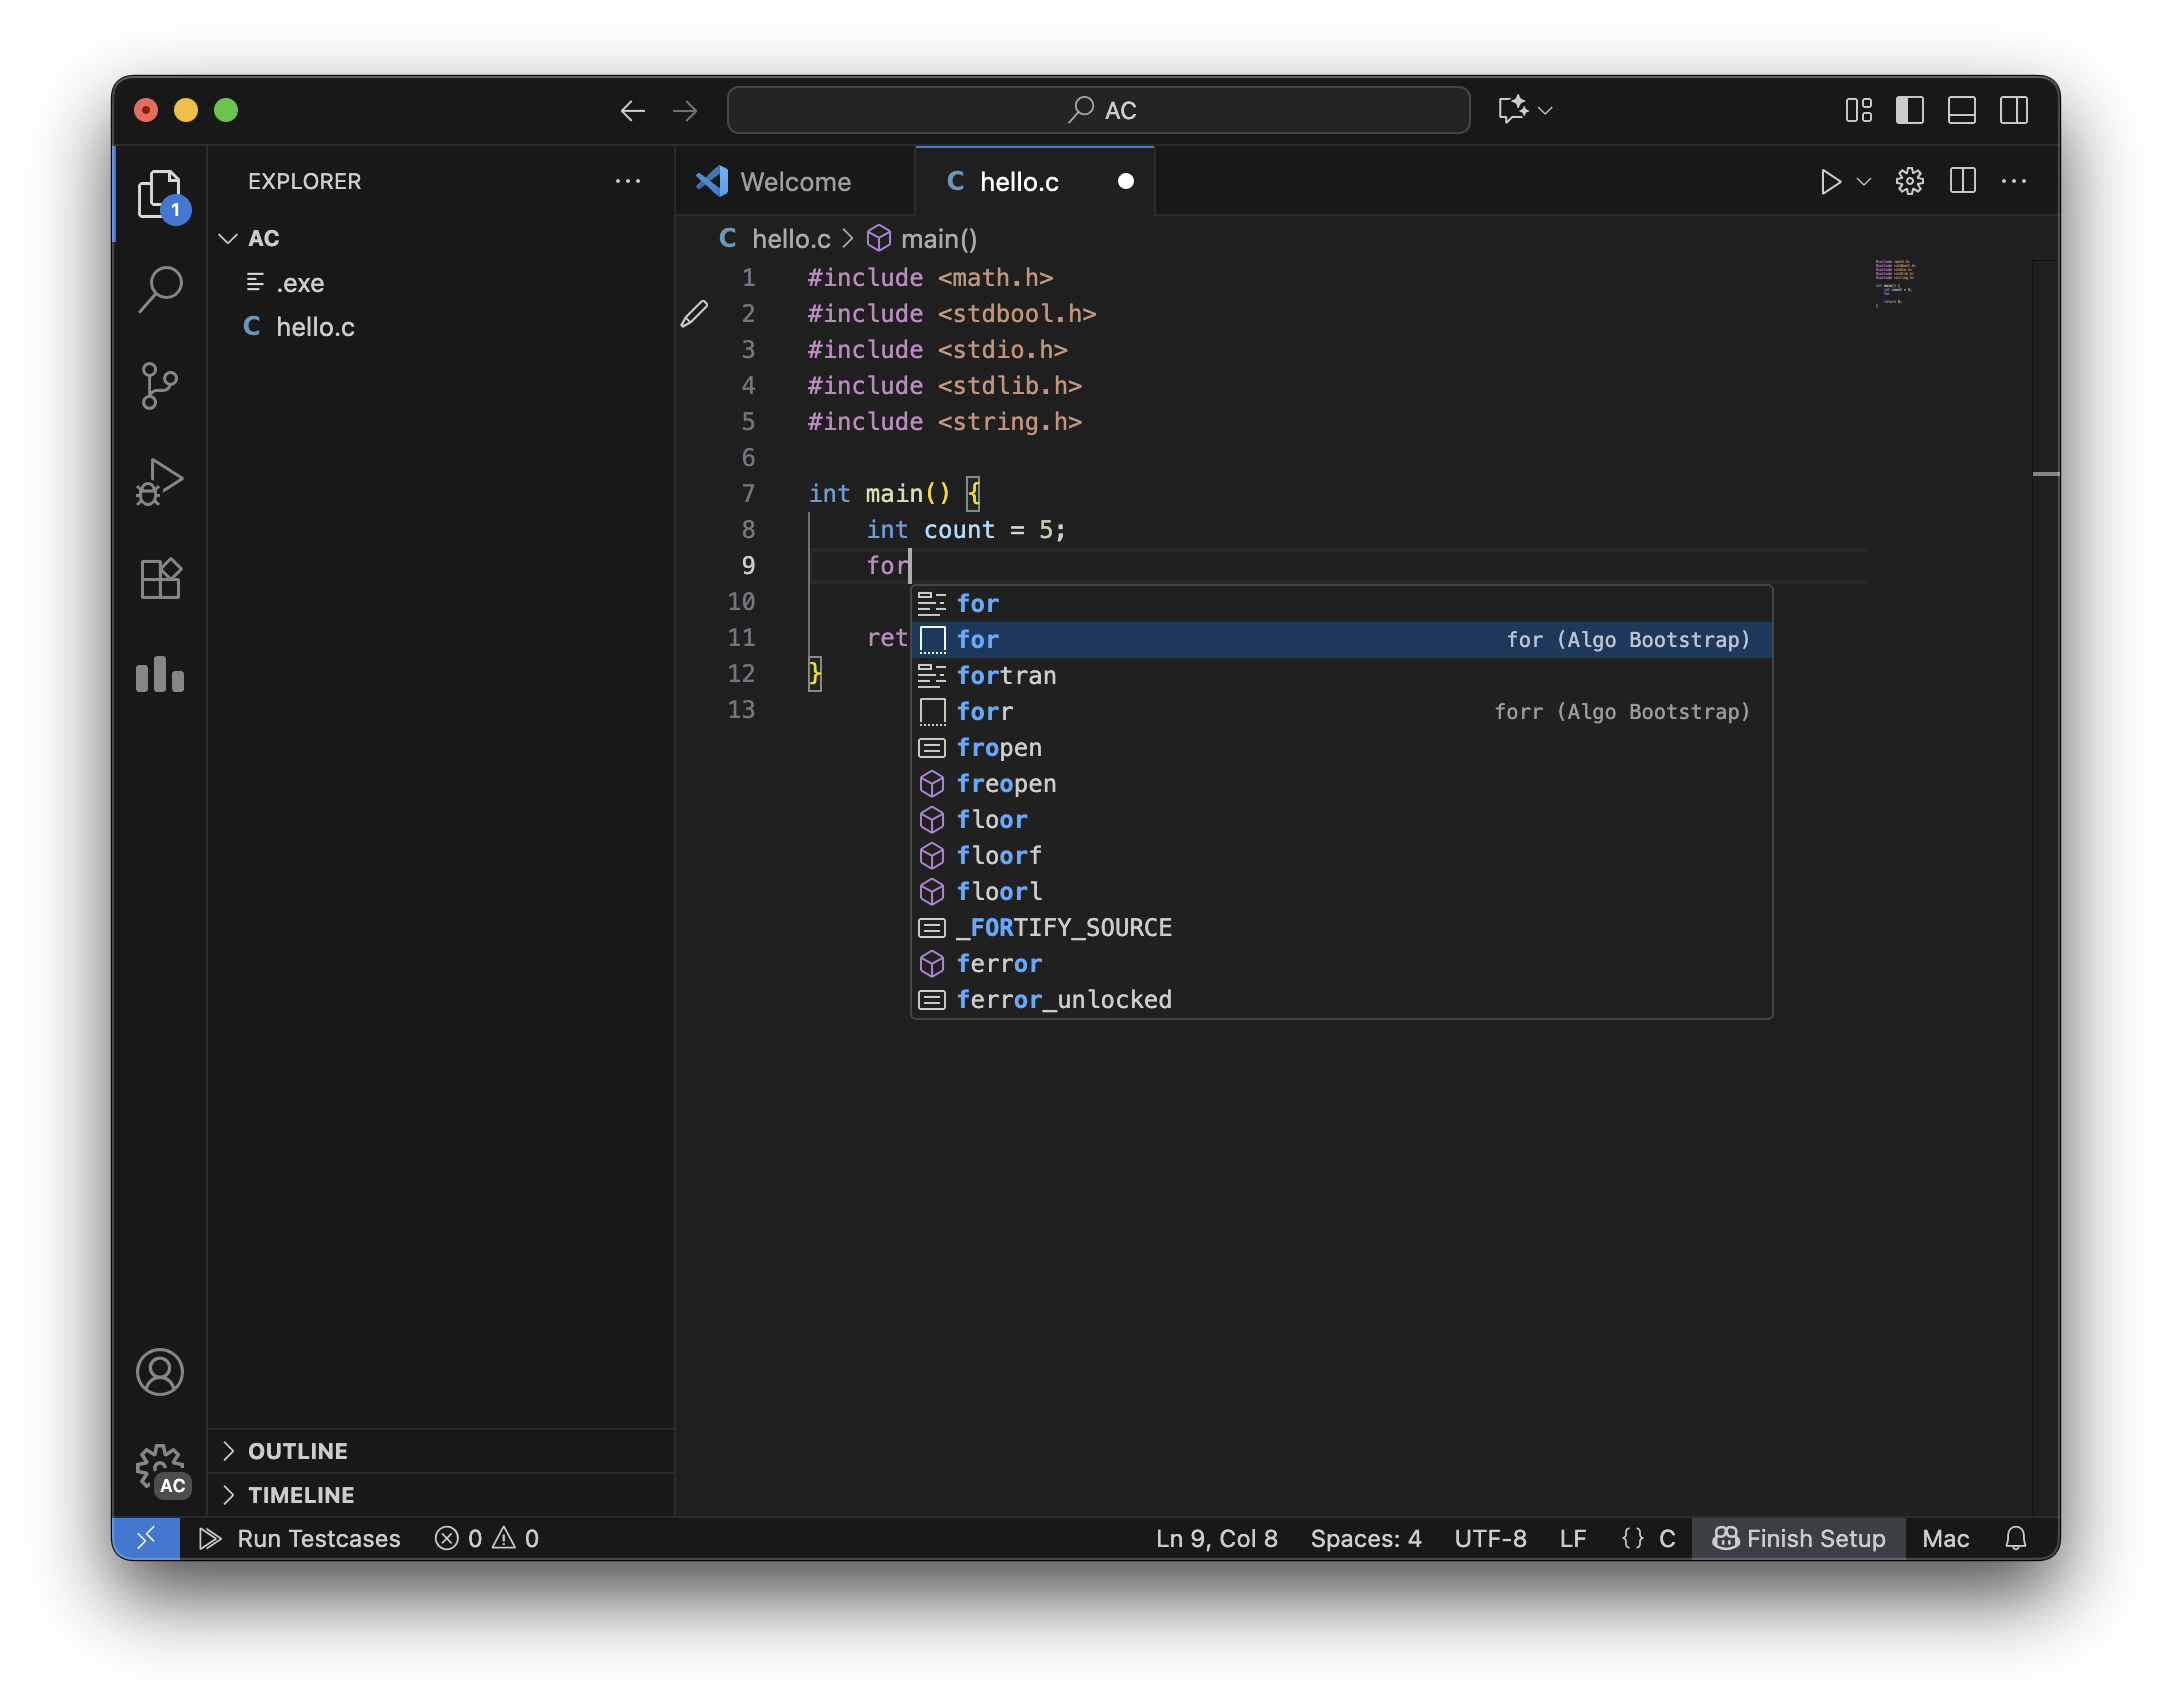 AC
EXPLORER
Welcome
C hello.c
1
AC
.exe
C hello.c
C hello.c > main()
1 #include <math.h>
2 #include <stdbool.h>
3 #include <stdio.h>
4 #include <stdlib.h>
5 #include <string.h>
6
7 int main() {
8 int count = 5;
9 for
10
11 ret
12 }
13
for
for for (Algo Bootstrap)
fortran
forr forr (Algo Bootstrap)
fropen
freopen
floor
floorf
floorl
_FORTIFY_SOURCE
ferror
ferror_unlocked
OUTLINE
AC
TIMELINE
Run Testcases 0 0 Ln 9, Col 8 Spaces: 4 UTF-8 LF {} C Finish Setup Mac